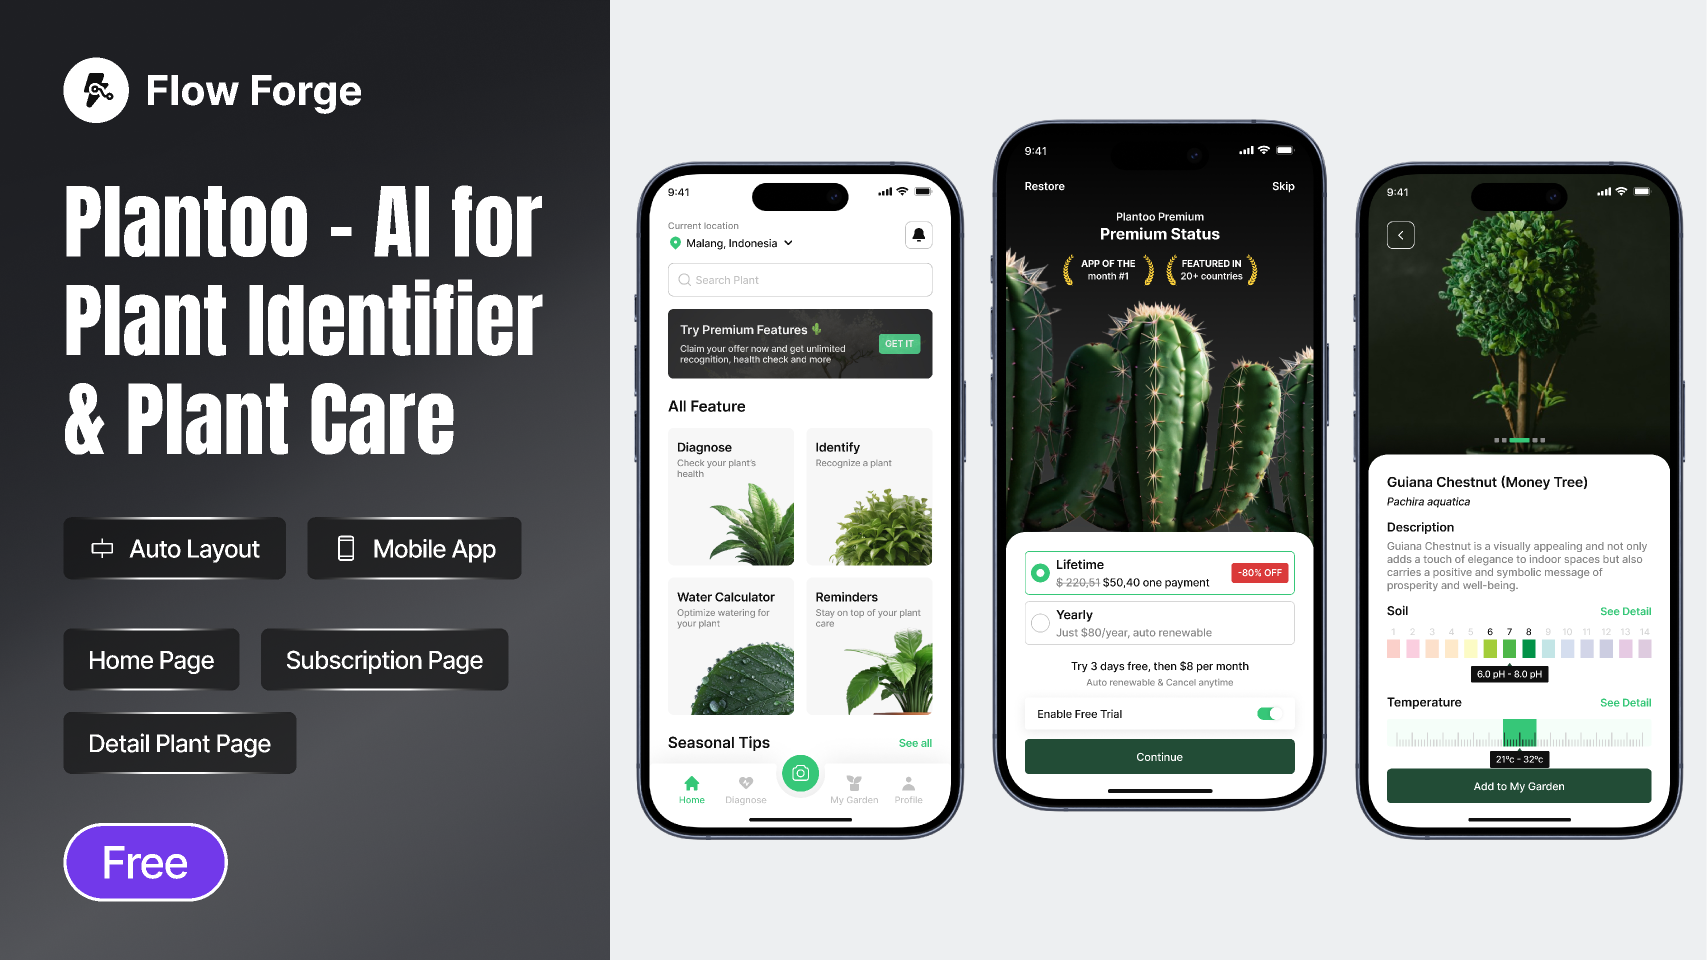 Flow Forge
Plantoo - AI for
Plant Identifier
& Plant Care
Auto Layout
Mobile App
Home Page
Subscription Page
Detail Plant Page
Free
9:41
Current location
Malang, Indonesia
Search Plant
Try Premium Features
Claim your offer now and get unlimited
recognition, health check and more
GET IT
All Feature
Diagnose
Check your plant's
health
Identify
Recognize a plant
Water Calculator
Optimize watering for
your plant
Reminders
Stay on top of your plant
care
Seasonal Tips
See all
Home
Diagnose
My Garden
Profile
9:41
Restore
Skip
Plantoo Premium
Premium Status
APP OF THE
month #1
FEATURED IN
20+ countries
Lifetime
$ 220,51 $50,40 one payment
-80% OFF
Yearly
Just $80/year, auto renewable
Try 3 days free, then $8 per month
Auto renewable & Cancel anytime
Enable Free Trial
Continue
9:41
Guiana Chestnut (Money Tree)
Pachira aquatica
Description
Guiana Chestnut is a visually appealing and not only
adds a touch of elegance to indoor spaces but also
carries a positive and symbolic message of
prosperity and well-being.
Soil
See Detail
1 2 3 4 5 6 7 8 9 10 11 12 13 14
6.0 pH - 8.0 pH
Temperature
See Detail
21ºc - 32ºc
Add to My Garden